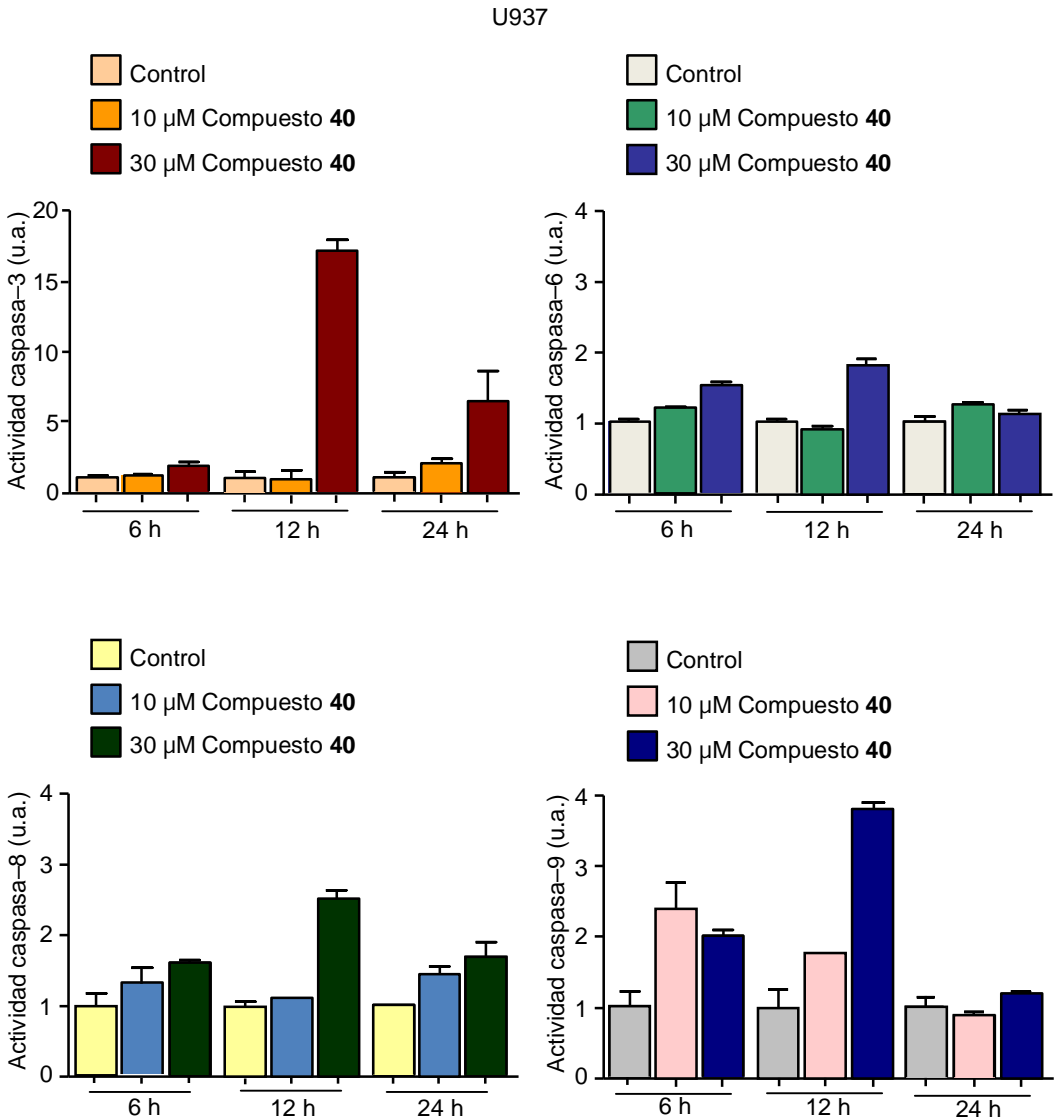 U937
Control
10 μM Compuesto 40
30 μM Compuesto 40
Actividad caspasa–3 (u.a.)
20
15
10
5
0
6 h
12 h
24 h
Control
10 μM Compuesto 40
30 μM Compuesto 40
Actividad caspasa–6 (u.a.)
4
3
2
1
0
6 h
12 h
24 h
Control
10 μM Compuesto 40
30 μM Compuesto 40
Actividad caspasa–8 (u.a.)
4
3
2
1
0
6 h
12 h
24 h
Control
10 μM Compuesto 40
30 μM Compuesto 40
Actividad caspasa–9 (u.a.)
4
3
2
1
0
6 h
12 h
24 h